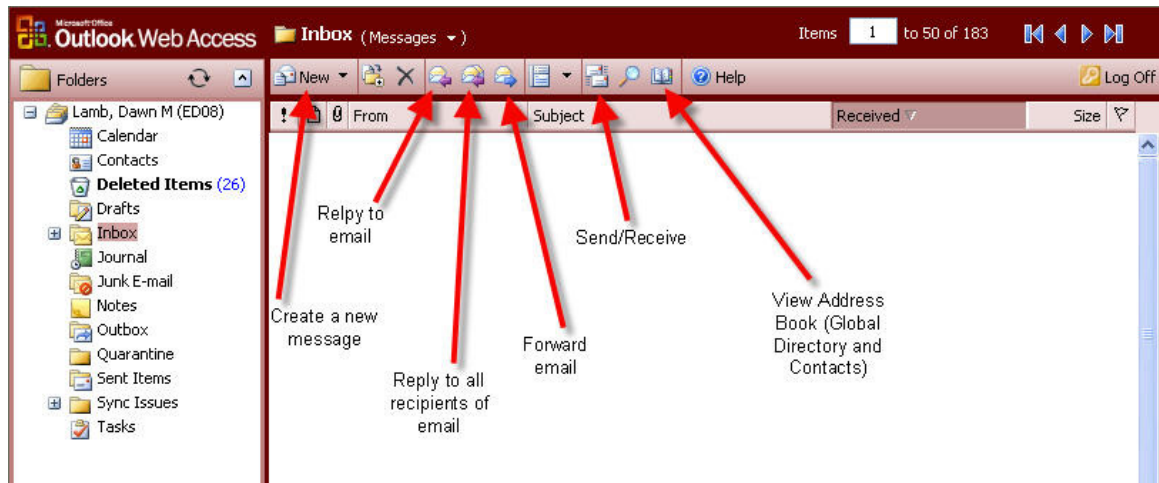 Microsoft Office
Outlook Web Access
Inbox (Messages)
Items 1 to 50 of 183
Folders
New
Help
Log Off
Lamb, Dawn M (ED08)
! From Subject Received Size
Calendar
Contacts
Deleted Items (26)
Drafts
Inbox
Journal
Junk E-mail
Notes
Outbox
Quarantine
Sent Items
Sync Issues
Tasks
Relpy to
email
Send/Receive
Create a new
message
View Address
Book (Global
Directory and
Contacts)
Forward
email
Reply to all
recipients of
email